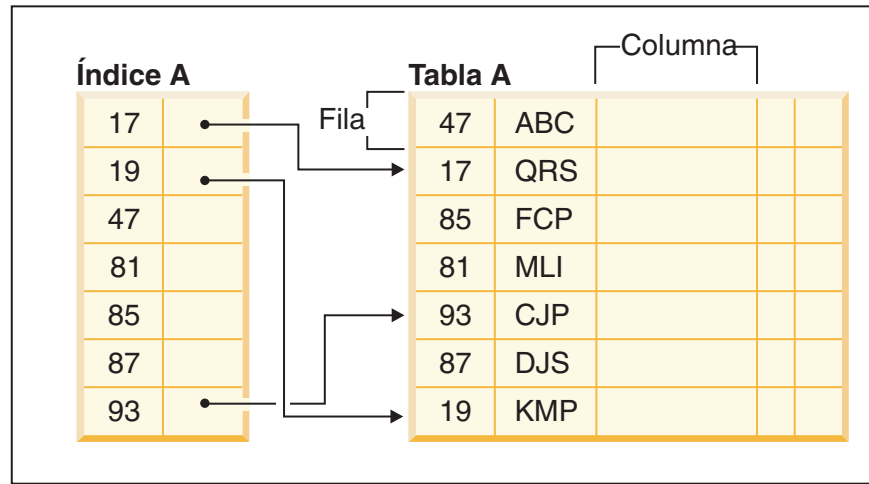 Columna
Índice A
Tabla A
Fila
17
19
47
81
85
87
93
47 ABC
17 QRS
85 FCP
81 MLI
93 CJP
87 DJS
19 KMP